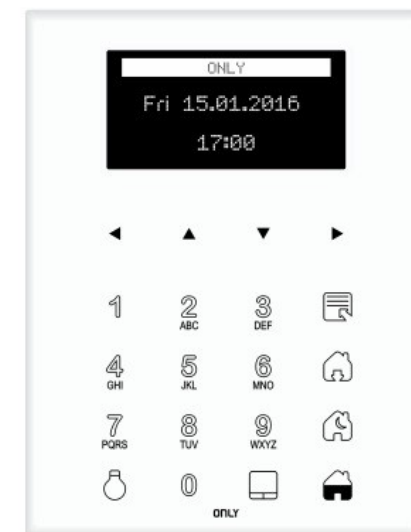 ONLY
Fri 15.01.2016
17:00
1 2 3
ABC DEF
4 5 6
GHI JKL MNO
7 8 9
PQRS TUV WXYZ
0
ONLY